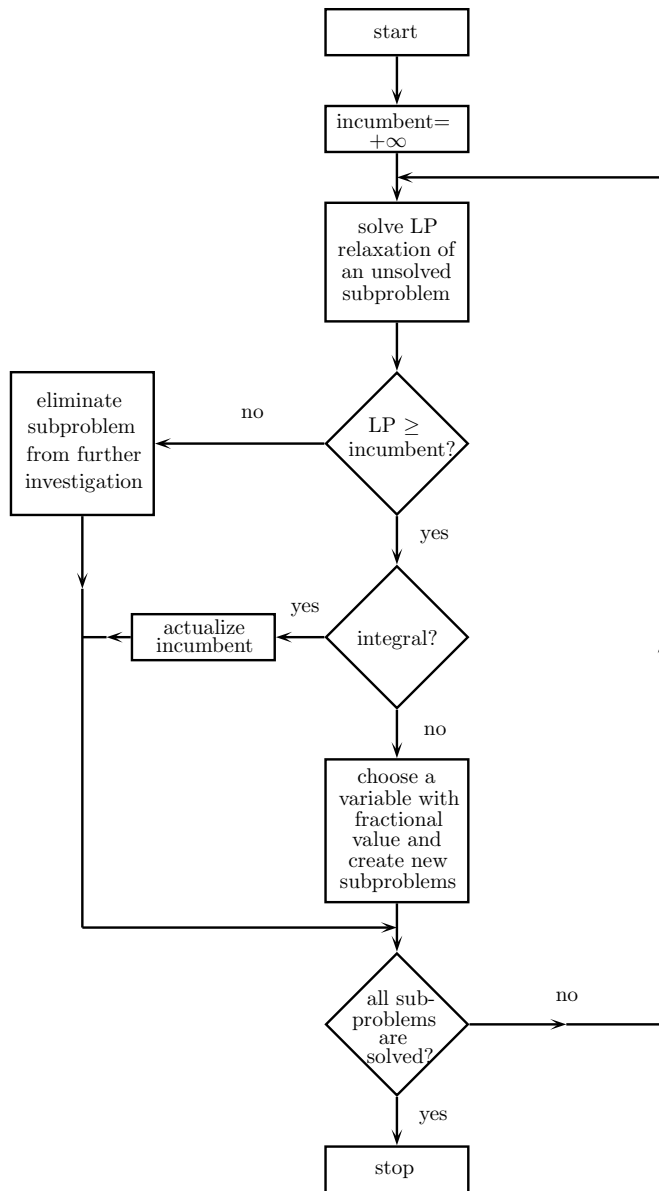 start
incumbent=
+∞
solve LP
relaxation of
an unsolved
subproblem
eliminate
subproblem
from further
investigation
no
LP ≥
incumbent?
yes
actualize
incumbent
yes
integral?
no
choose a
variable with
fractional
value and
create new
subproblems
all sub-
problems
are
solved?
no
yes
stop